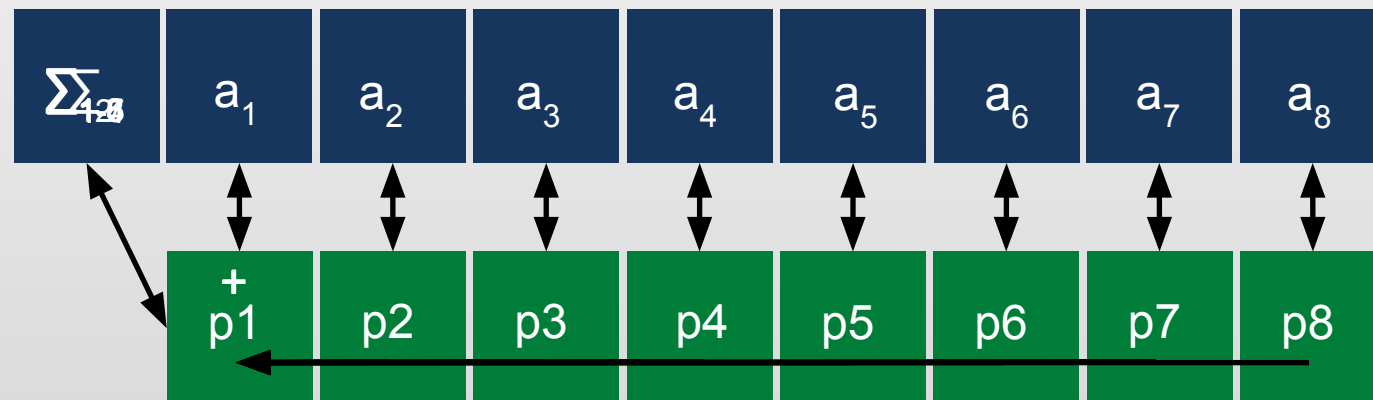 Σ a₁ a₂ a₃ a₄ a₅ a₆ a₇ a₈
+
p1 p2 p3 p4 p5 p6 p7 p8